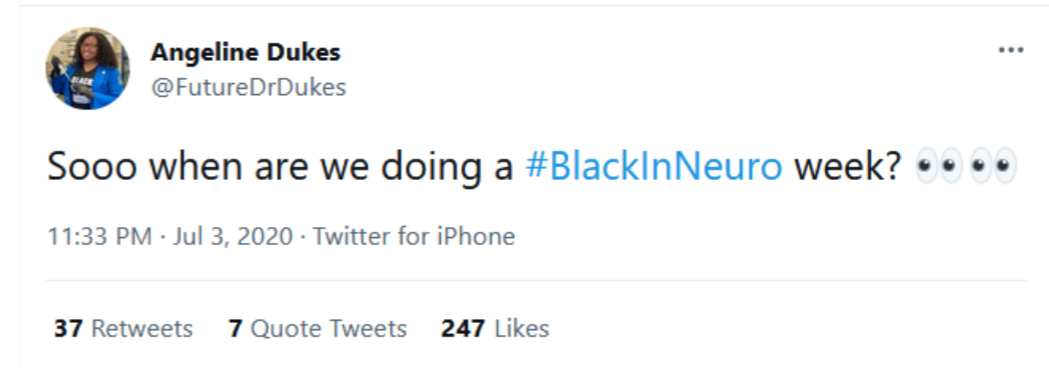 Angeline Dukes
@FutureDrDukes
Sooo when are we doing a #BlackInNeuro week? 👀👀
11:33 PM · Jul 3, 2020 · Twitter for iPhone
37 Retweets 7 Quote Tweets 247 Likes